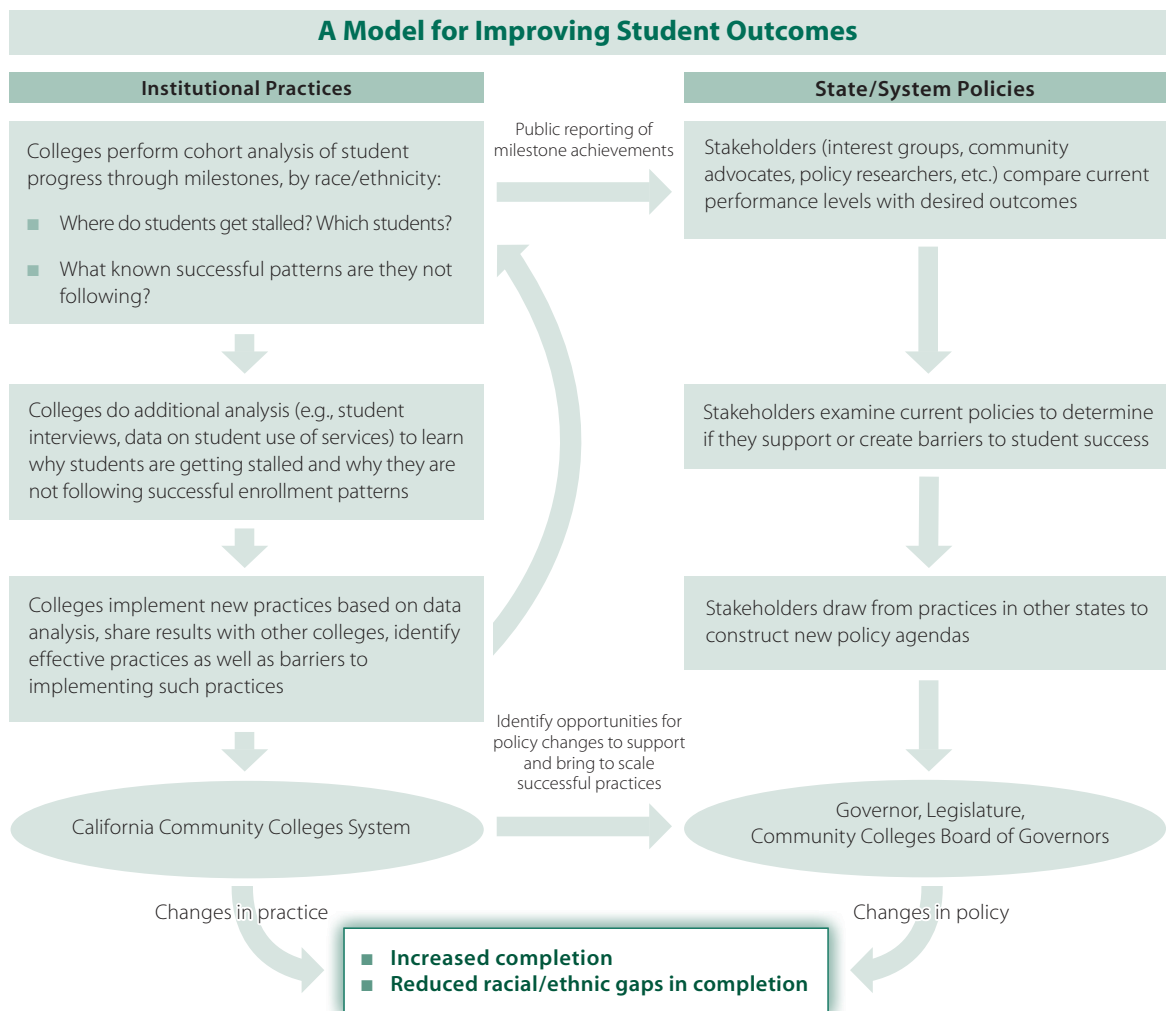 A Model for Improving Student Outcomes
Institutional Practices
Colleges perform cohort analysis of student
progress through milestones, by race/ethnicity:
■ Where do students get stalled? Which students?
■ What known successful patterns are they not
following?
Colleges do additional analysis (e.g., student
interviews, data on student use of services) to learn
why students are getting stalled and why they are
not following successful enrollment patterns
Colleges implement new practices based on data
analysis, share results with other colleges, identify
effective practices as well as barriers to
implementing such practices
California Community Colleges System
Changes in practice
Public reporting of
milestone achievements
Identify opportunities for
policy changes to support
and bring to scale
successful practices
State/System Policies
Stakeholders (interest groups, community
advocates, policy researchers, etc.) compare current
performance levels with desired outcomes
Stakeholders examine current policies to determine
if they support or create barriers to student success
Stakeholders draw from practices in other states to
construct new policy agendas
Governor, Legislature,
Community Colleges Board of Governors
Changes in policy
■ Increased completion
■ Reduced racial/ethnic gaps in completion